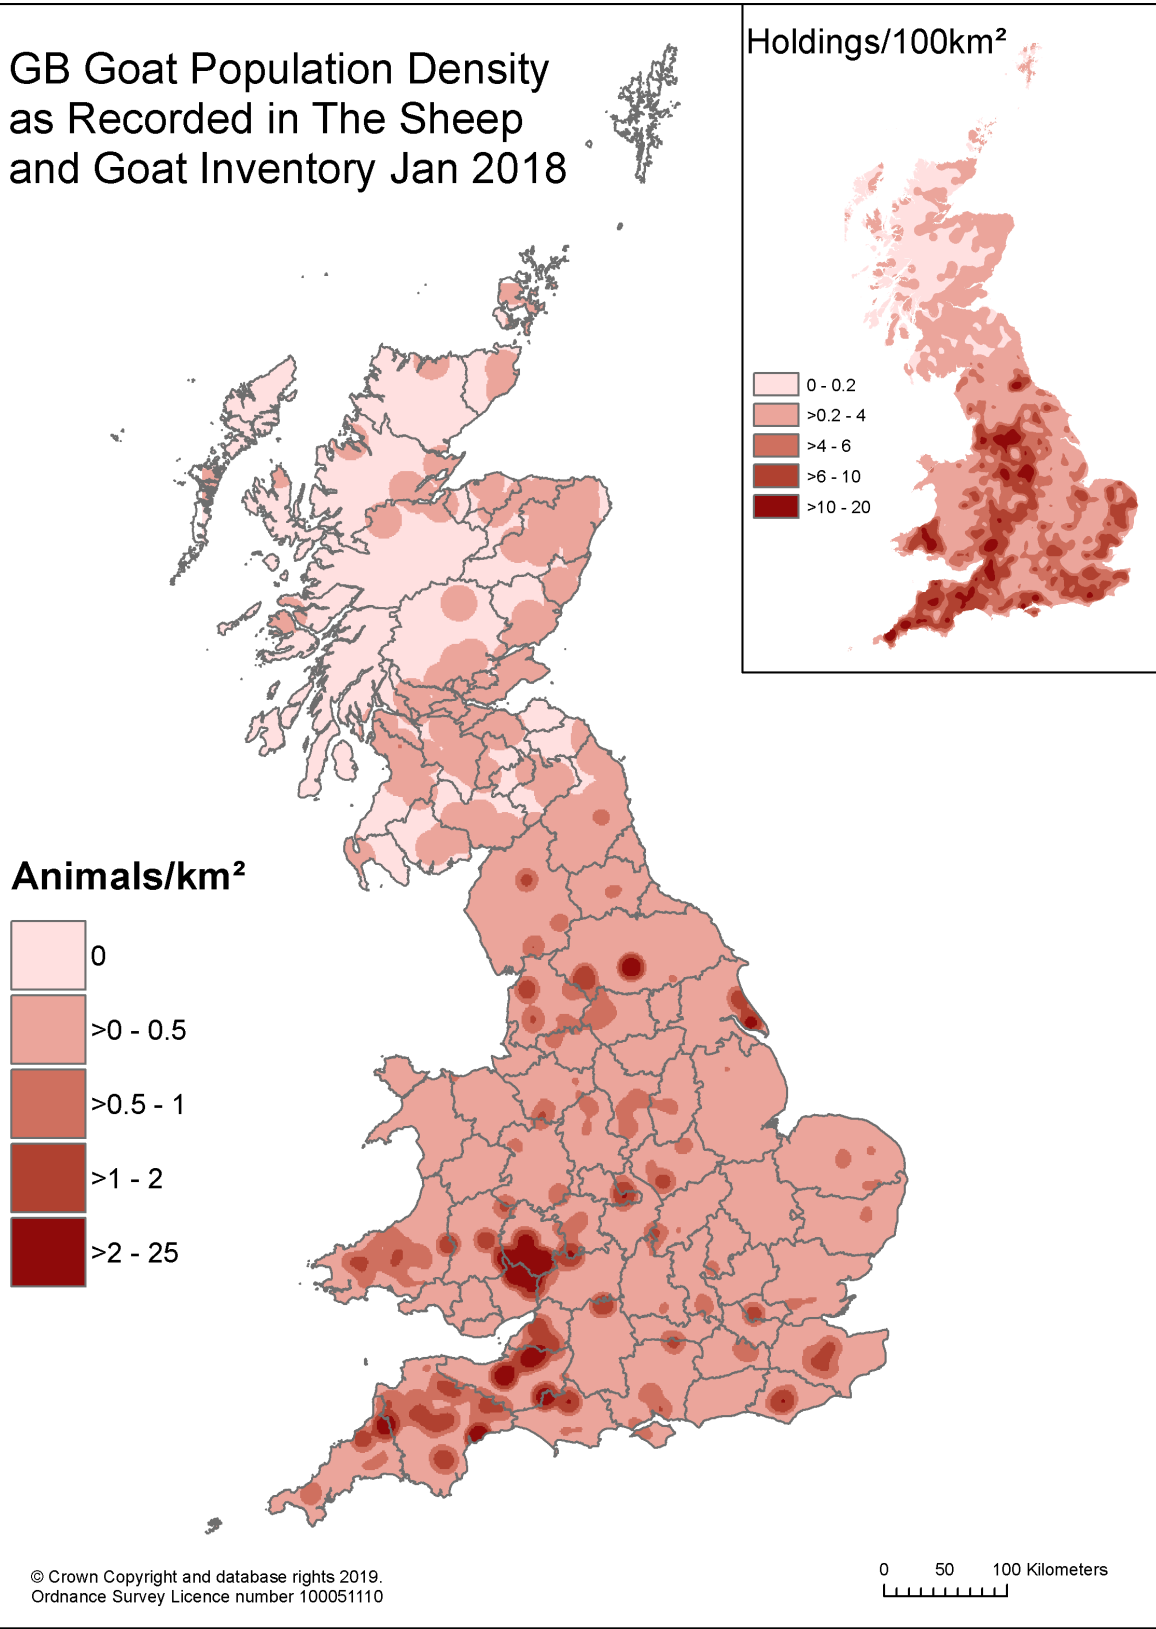 GB Goat Population Density
as Recorded in The Sheep
and Goat Inventory Jan 2018
Holdings/100km²
0 - 0.2
>0.2 - 4
>4 - 6
>6 - 10
>10 - 20
Animals/km²
0
>0 - 0.5
>0.5 - 1
>1 - 2
>2 - 25
© Crown Copyright and database rights 2019.
Ordnance Survey Licence number 100051110
0 50 100 Kilometers